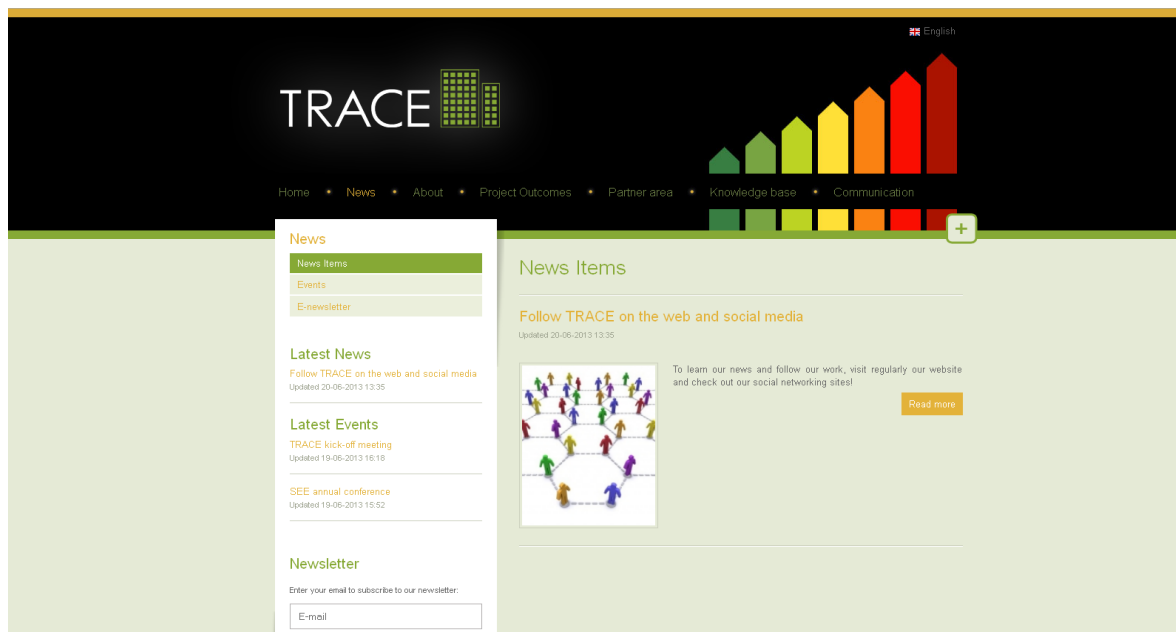 English
TRACE
Home • News • About • Project Outcomes • Partner area • Knowledge base • Communication
+
News
News Items
Events
E-newsletter
Latest News
Follow TRACE on the web and social media
Updated 20-06-2013 13:35
Latest Events
TRACE kick-off meeting
Updated 19-06-2013 16:18
SEE annual conference
Updated 19-06-2013 15:52
Newsletter
Enter your email to subscribe to our newsletter:
E-mail
News Items
Follow TRACE on the web and social media
Updated 20-06-2013 13:35
To learn our news and follow our work, visit regularly our website
and check out our social networking sites!
Read more